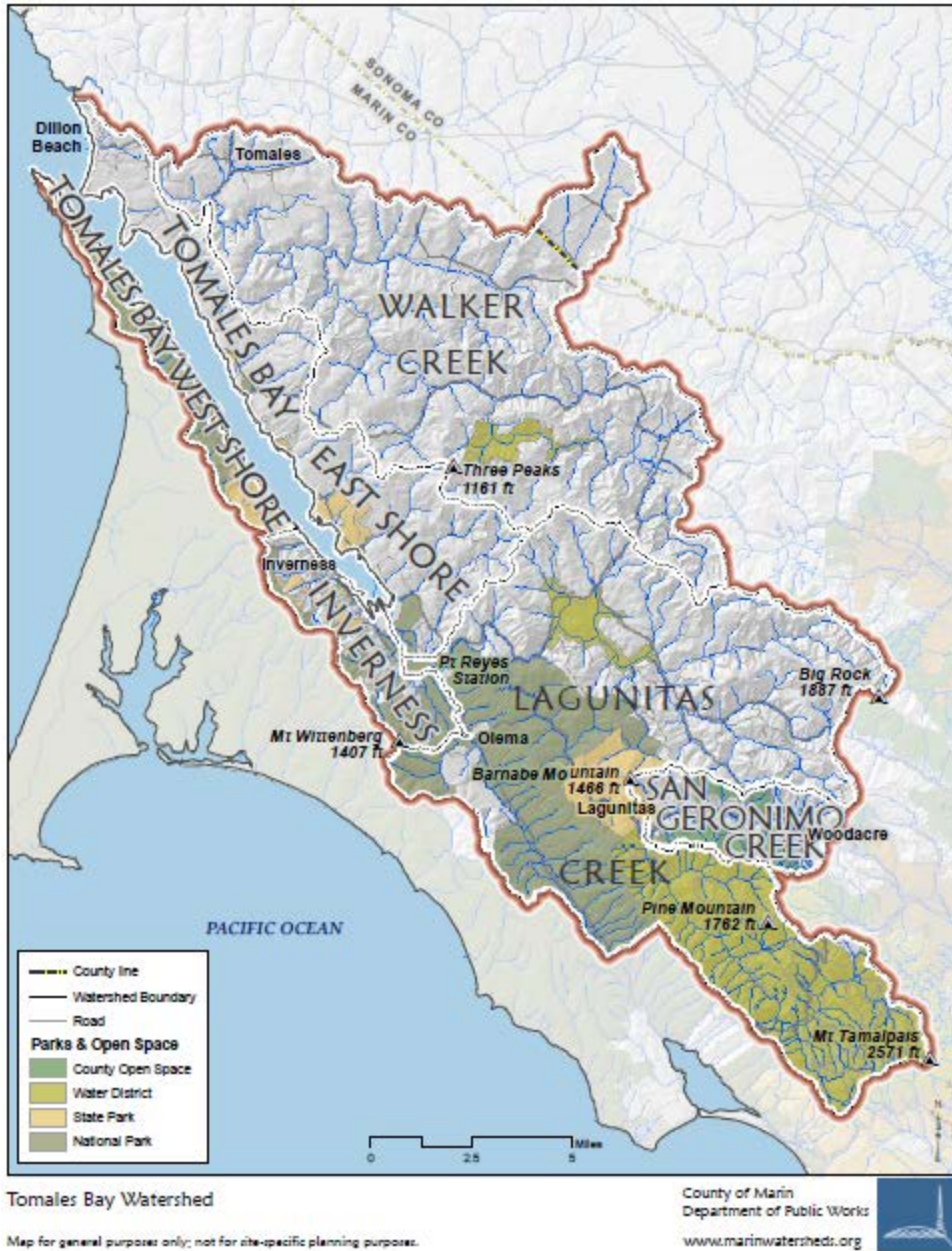 SONOMA CO
MARIN CO
Dillon
Beach
Tomales
TOMALES BAY WEST SHORE
TOMALES BAY
EAST SHORE
WALKER
CREEK
Three Peaks
1161 ft
Inverness
INVERNESS
Pt Reyes
Station
LAGUNITAS
Big Rock
1887 ft
Mt Wittenberg
1407 ft
Olema
Barnabe Mountain
1466 ft
Lagunitas
SAN
GERONIMO
CREEK
Woodacre
CREEK
Pine Mountain
1762 ft
PACIFIC OCEAN
Mt Tamalpais
2571 ft
County line
Watershed Boundary
Road
Parks & Open Space
County Open Space
Water District
State Park
National Park
N
Miles
0 2.5 5
Tomales Bay Watershed
Map for general purposes only; not for site-specific planning purposes.
County of Marin
Department of Public Works
www.marinwatersheds.org